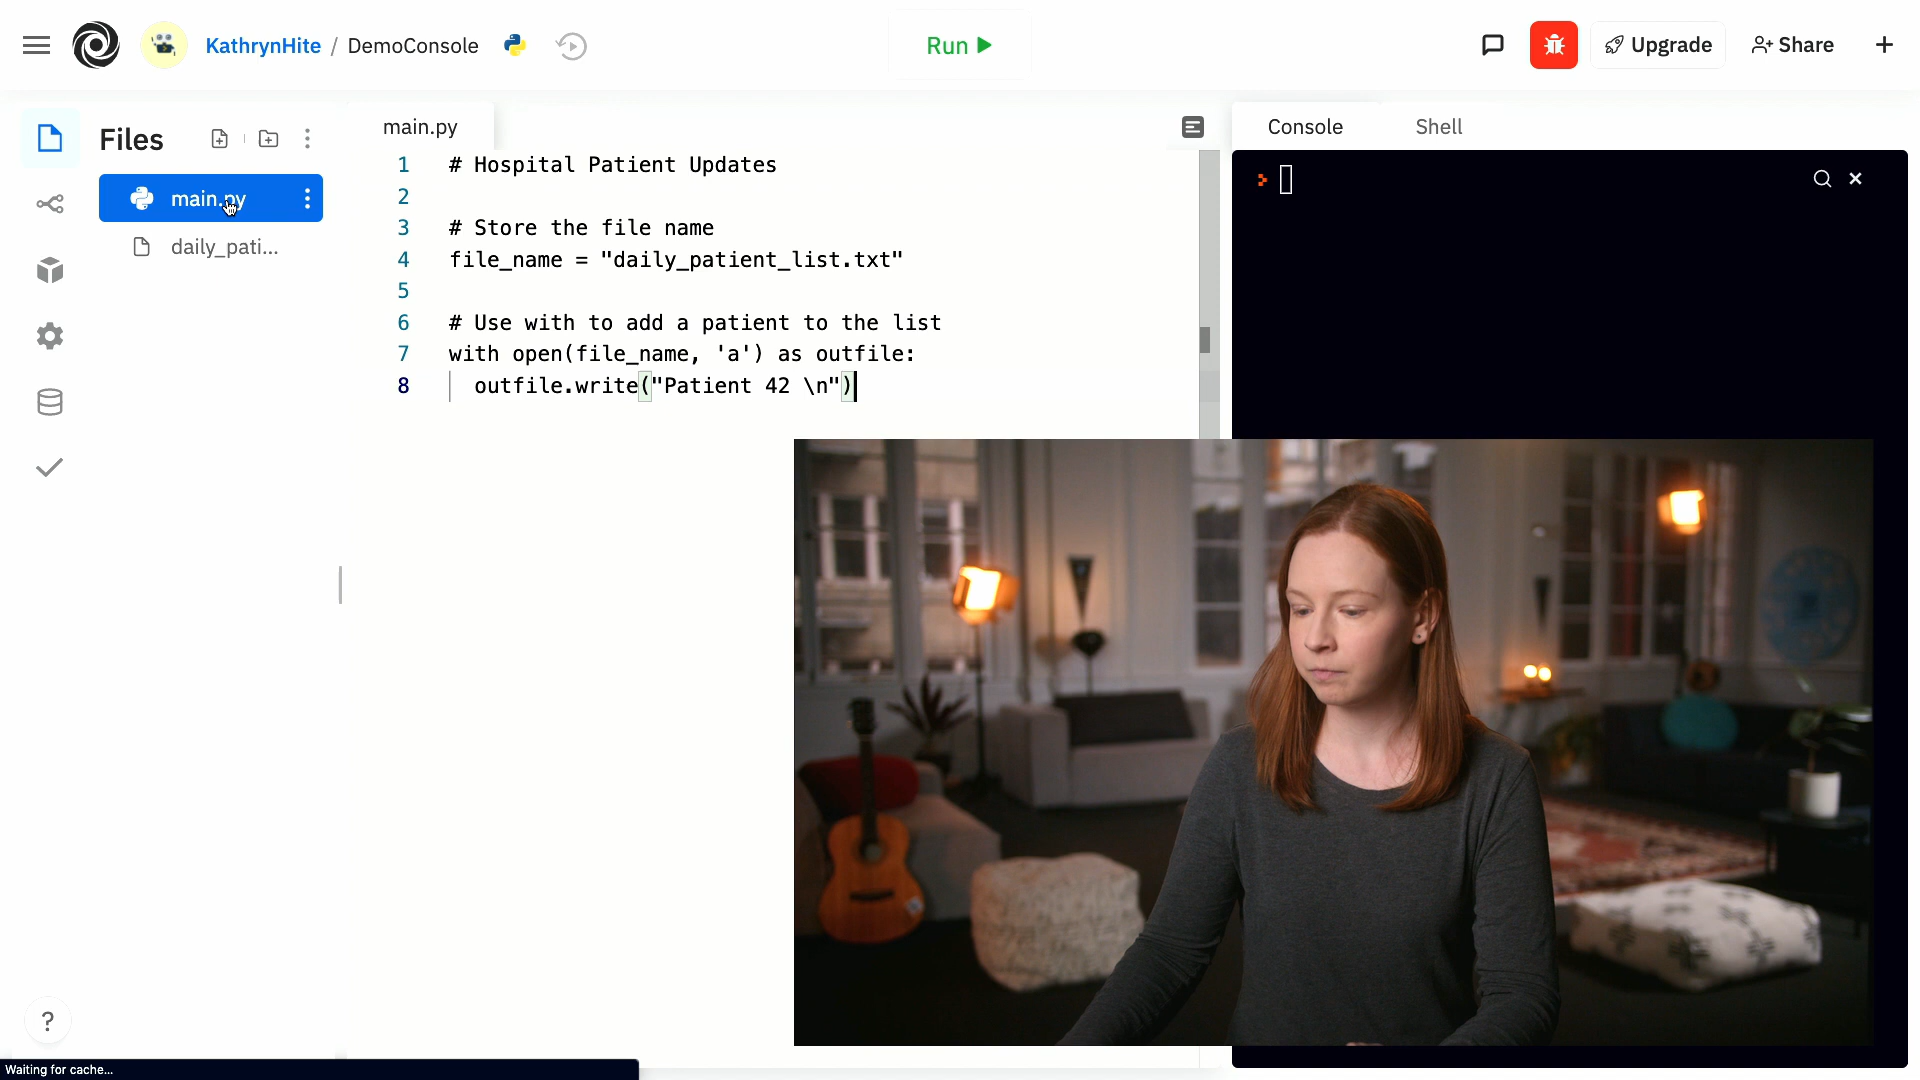 KathrynHite / DemoConsole
Run
Upgrade
Share
Files
main.py
daily_pati...
main.py
1 # Hospital Patient Updates
2
3 # Store the file name
4 file_name = "daily_patient_list.txt"
5
6 # Use with to add a patient to the list
7 with open(file_name, 'a') as outfile:
8 outfile.write("Patient 42 \n")
Console
Shell
?
Waiting for cache...